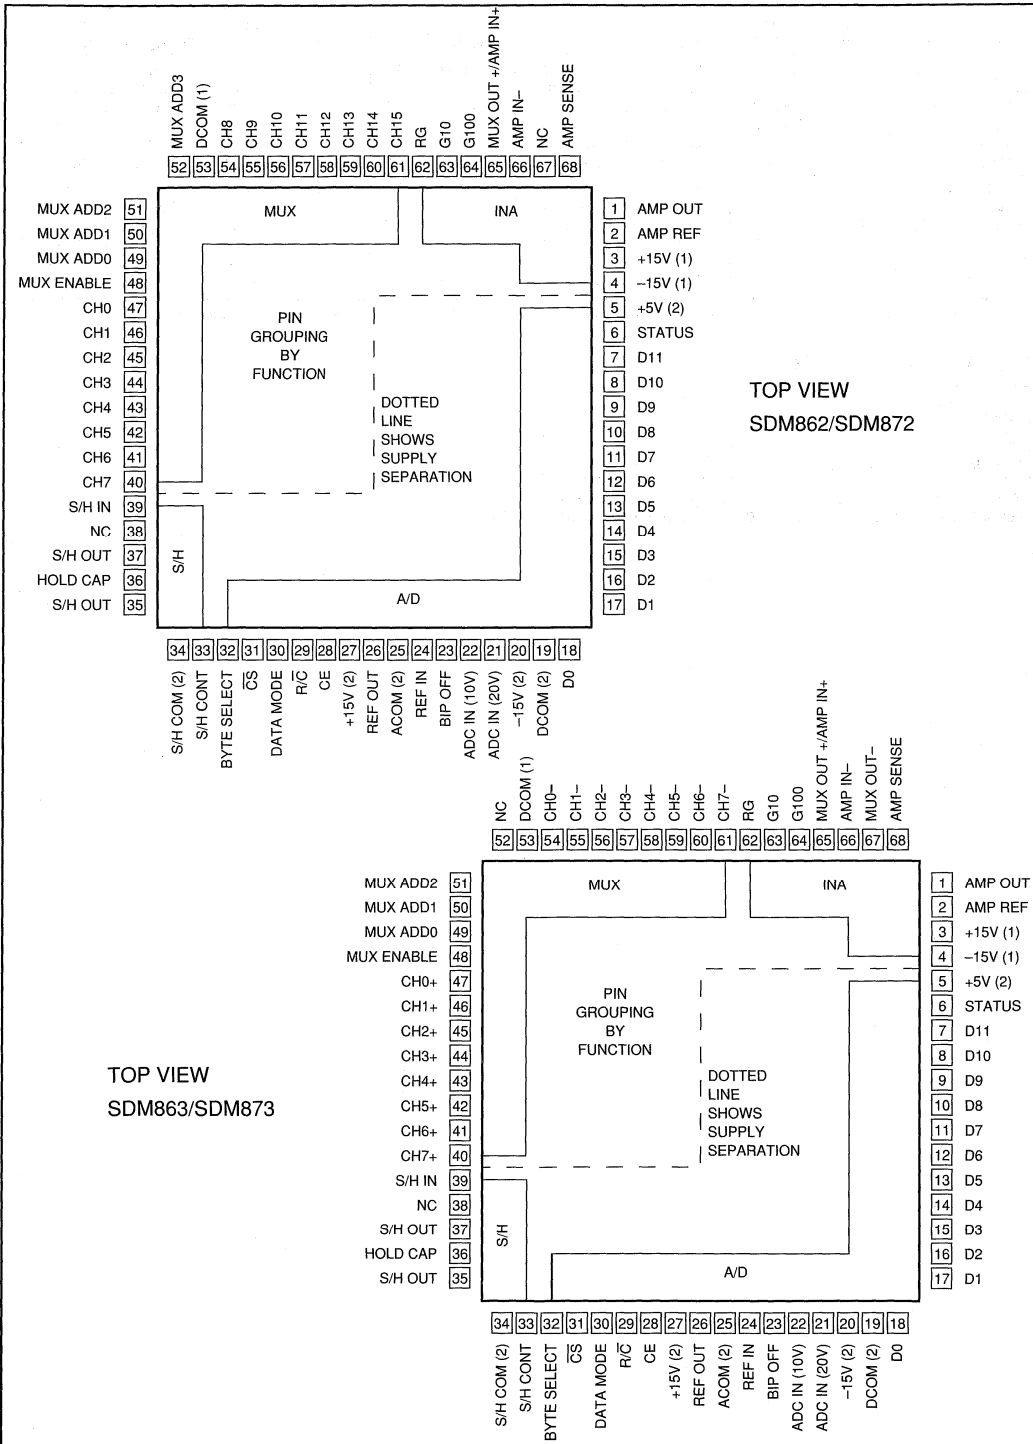 MUX ADD3
DCOM (1)
CH8
CH9
CH10
CH11
CH12
CH13
CH14
CH15
RG
G10
G100
MUX OUT +/AMP IN+
AMP IN–
NC
AMP SENSE
52 53 54 55 56 57 58 59 60 61 62 63 64 65 66 67 68
MUX ADD2 51
MUX ADD1 50
MUX ADD0 49
MUX ENABLE 48
CH0 47
CH1 46
CH2 45
CH3 44
CH4 43
CH5 42
CH6 41
CH7 40
S/H IN 39
NC 38
S/H OUT 37
HOLD CAP 36
S/H OUT 35
MUX
INA
PIN
GROUPING
BY
FUNCTION
DOTTED
LINE
SHOWS
SUPPLY
SEPARATION
S/H
A/D
1 AMP OUT
2 AMP REF
3 +15V (1)
4 –15V (1)
5 +5V (2)
6 STATUS
7 D11
8 D10
9 D9
10 D8
11 D7
12 D6
13 D5
14 D4
15 D3
16 D2
17 D1
TOP VIEW
SDM862/SDM872
34 33 32 31 30 29 28 27 26 25 24 23 22 21 20 19 18
S/H COM (2)
S/H CONT
BYTE SELECT
C̅S̅
DATA MODE
R/C̅
CE
+15V (2)
REF OUT
ACOM (2)
REF IN
BIP OFF
ADC IN (10V)
ADC IN (20V)
–15V (2)
DCOM (2)
D0
NC
DCOM (1)
CH0–
CH1–
CH2–
CH3–
CH4–
CH5–
CH6–
CH7–
RG
G10
G100
MUX OUT +/AMP IN+
AMP IN–
MUX OUT–
AMP SENSE
52 53 54 55 56 57 58 59 60 61 62 63 64 65 66 67 68
TOP VIEW
SDM863/SDM873
MUX ADD2 51
MUX ADD1 50
MUX ADD0 49
MUX ENABLE 48
CH0+ 47
CH1+ 46
CH2+ 45
CH3+ 44
CH4+ 43
CH5+ 42
CH6+ 41
CH7+ 40
S/H IN 39
NC 38
S/H OUT 37
HOLD CAP 36
S/H OUT 35
MUX
INA
PIN
GROUPING
BY
FUNCTION
DOTTED
LINE
SHOWS
SUPPLY
SEPARATION
S/H
A/D
1 AMP OUT
2 AMP REF
3 +15V (1)
4 –15V (1)
5 +5V (2)
6 STATUS
7 D11
8 D10
9 D9
10 D8
11 D7
12 D6
13 D5
14 D4
15 D3
16 D2
17 D1
34 33 32 31 30 29 28 27 26 25 24 23 22 21 20 19 18
S/H COM (2)
S/H CONT
BYTE SELECT
C̅S̅
DATA MODE
R/C̅
CE
+15V (2)
REF OUT
ACOM (2)
REF IN
BIP OFF
ADC IN (10V)
ADC IN (20V)
–15V (2)
DCOM (2)
D0